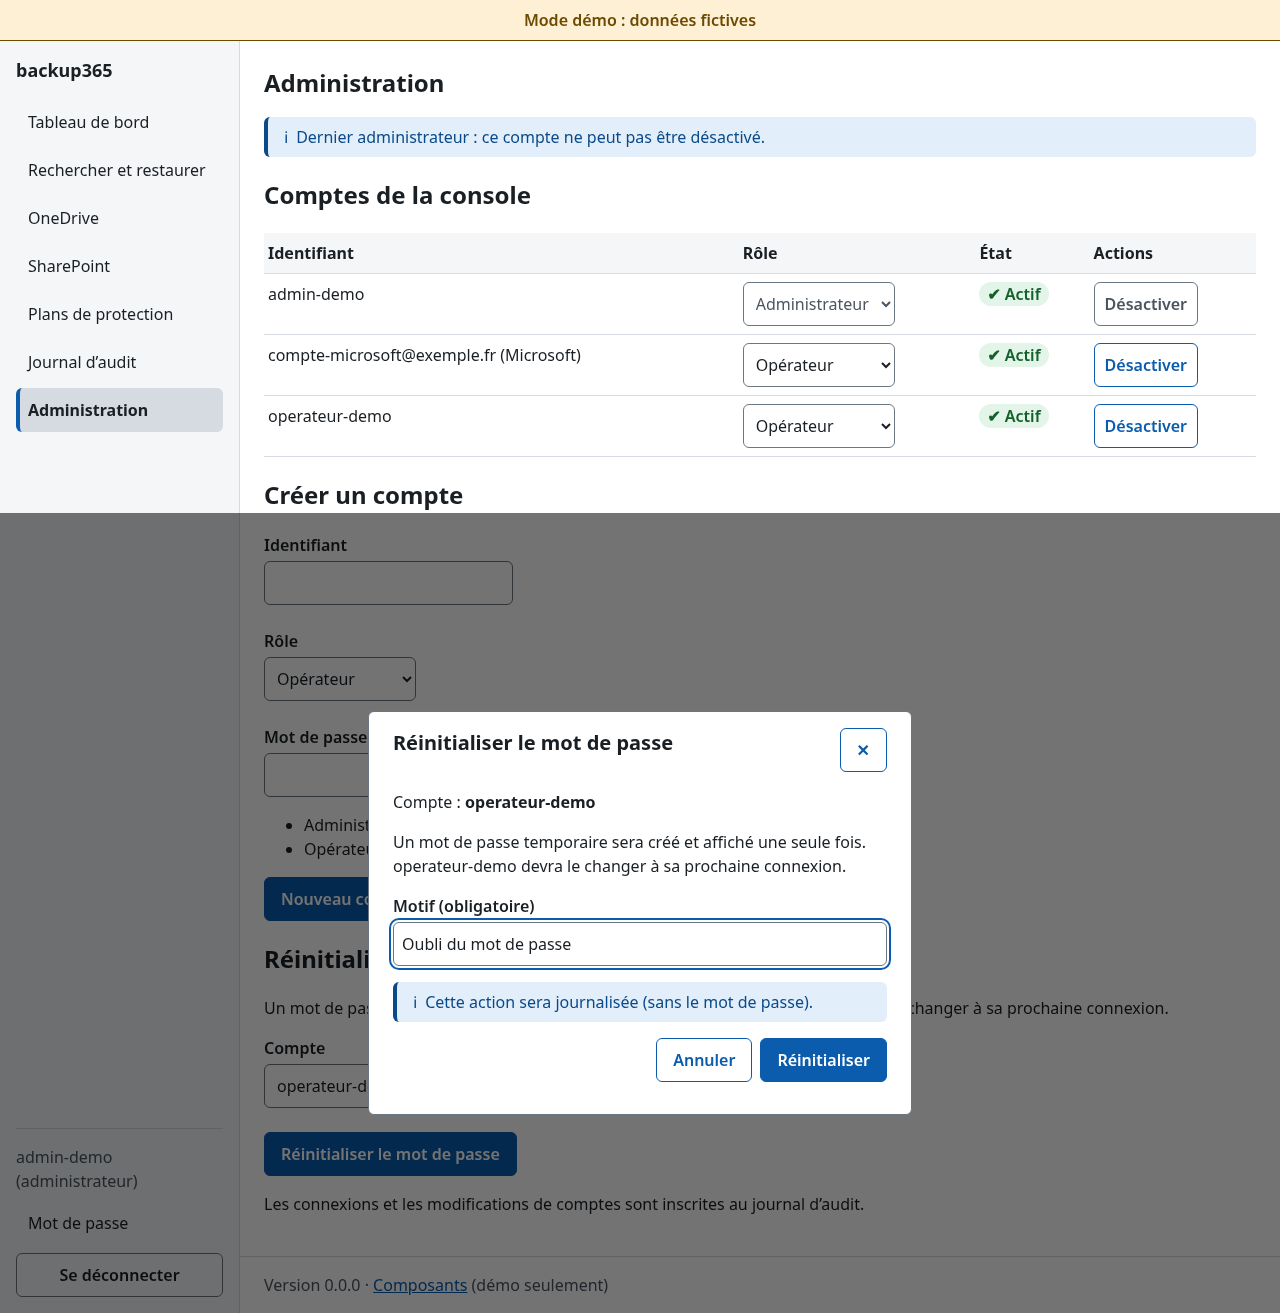 Mode démo : données fictives
backup365
Tableau de bord
Rechercher et restaurer
OneDrive
SharePoint
Plans de protection
Journal d’audit
Administration
admin-demo
(administrateur)
Mot de passe
Se déconnecter
Administration
i Dernier administrateur : ce compte ne peut pas être désactivé.
Comptes de la console
Identifiant Rôle État Actions
admin-demo Administrateur ✔ Actif Désactiver
compte-microsoft@exemple.fr (Microsoft) Opérateur ✔ Actif Désactiver
operateur-demo Opérateur ✔ Actif Désactiver
Créer un compte
Identifiant
Rôle
Opérateur
Mot de passe
Réinitialiser le mot de passe
×
Compte : operateur-demo
Un mot de passe temporaire sera créé et affiché une seule fois.
operateur-demo devra le changer à sa prochaine connexion.
Motif (obligatoire)
Oubli du mot de passe
i Cette action sera journalisée (sans le mot de passe).
Annuler Réinitialiser
Nouveau
Un mot de changer à sa prochaine connexion.
Compte
Réinitialiser le mot de passe
Les connexions et les modifications de comptes sont inscrites au journal d’audit.
Version 0.0.0 · Composants (démo seulement)